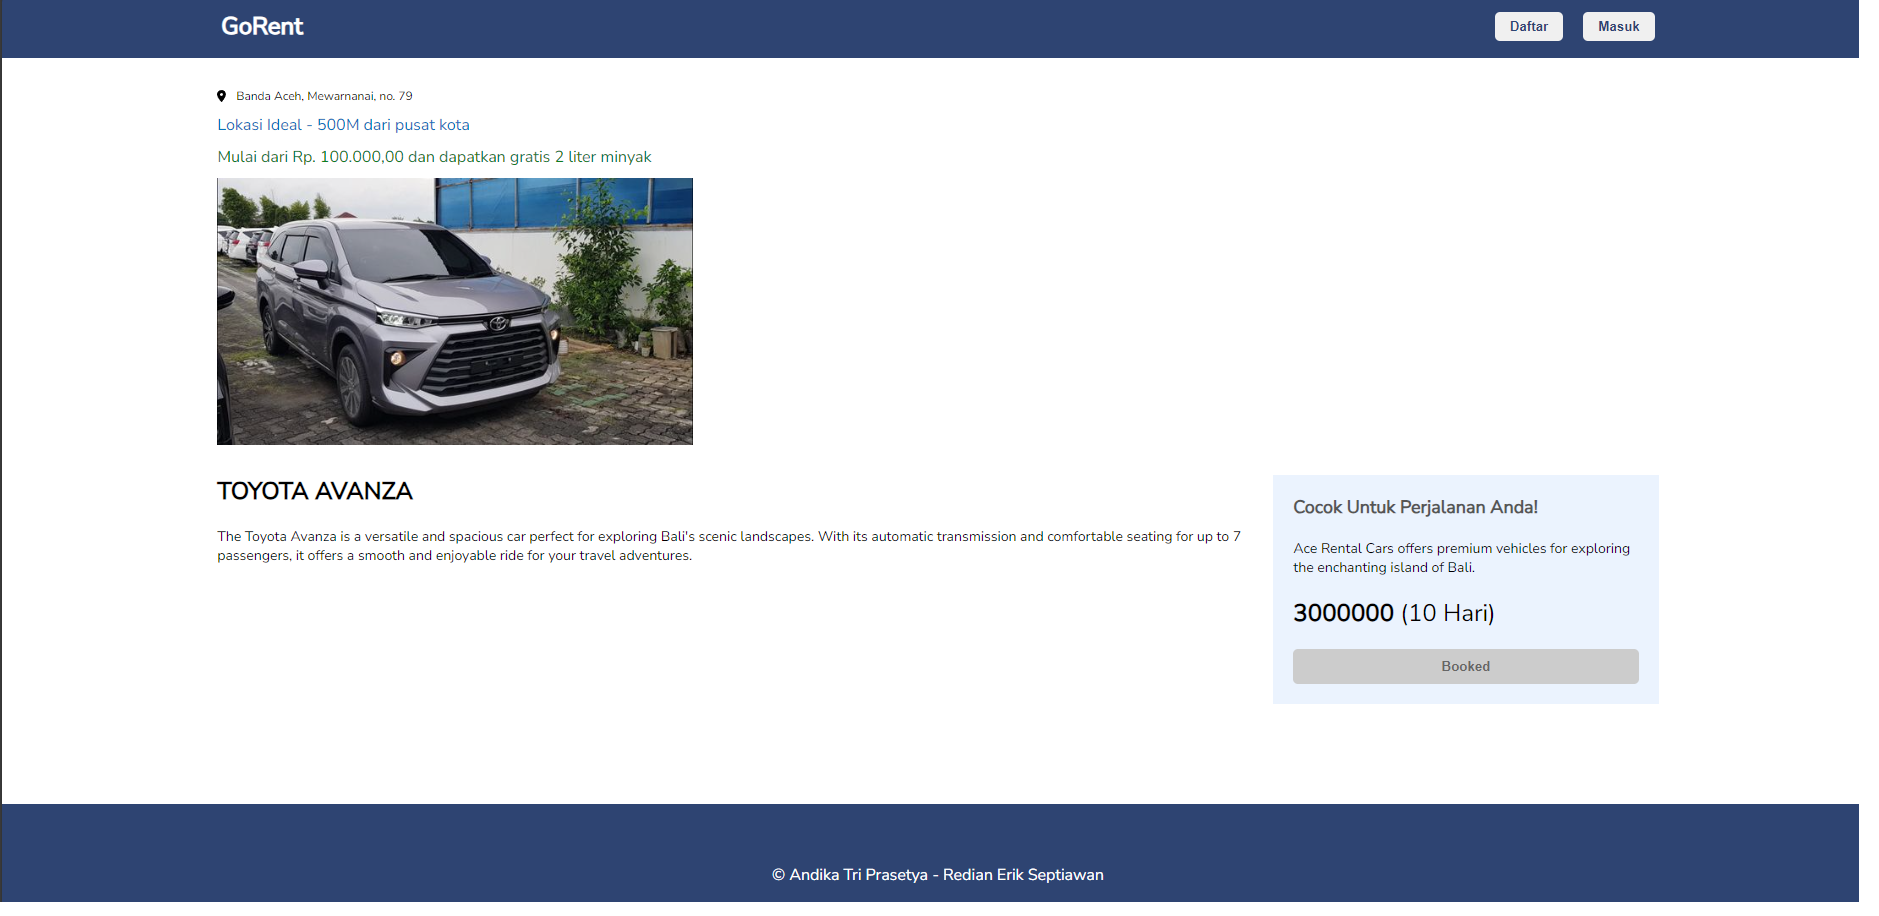 GoRent
Daftar
Masuk
Banda Aceh, Mewarnanai, no. 79
Lokasi Ideal - 500M dari pusat kota
Mulai dari Rp. 100.000,00 dan dapatkan gratis 2 liter minyak
TOYOTA AVANZA
The Toyota Avanza is a versatile and spacious car perfect for exploring Bali's scenic landscapes. With its automatic transmission and comfortable seating for up to 7
passengers, it offers a smooth and enjoyable ride for your travel adventures.
Cocok Untuk Perjalanan Anda!
Ace Rental Cars offers premium vehicles for exploring
the enchanting island of Bali.
3000000 (10 Hari)
Booked
© Andika Tri Prasetya - Redian Erik Septiawan